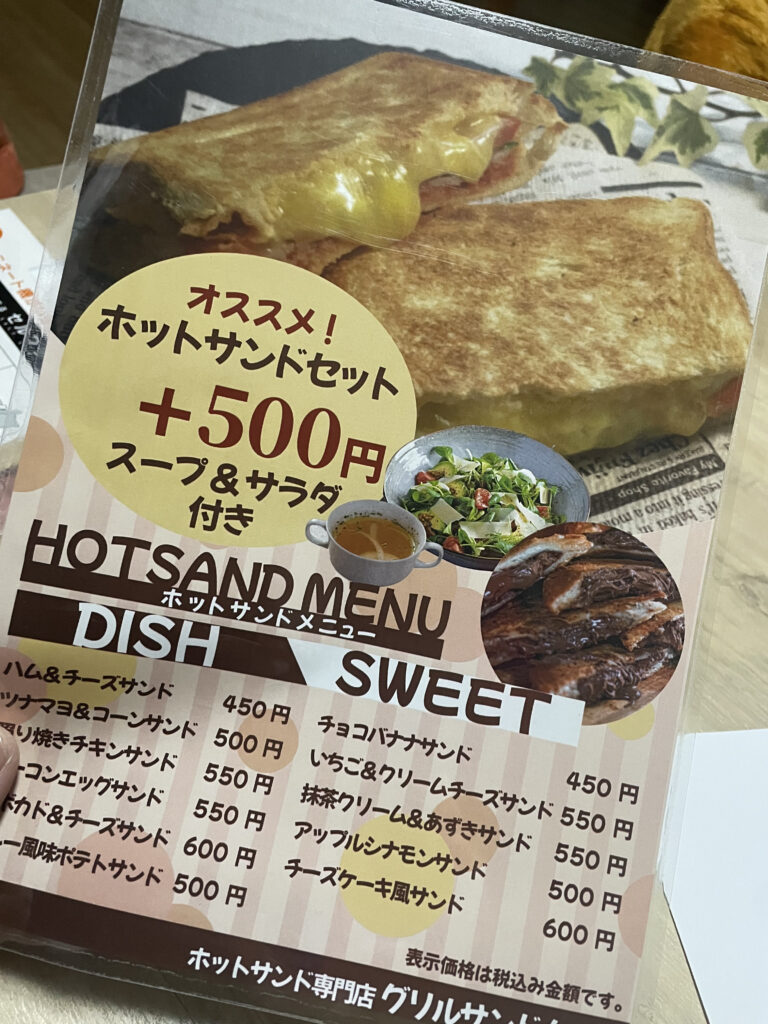 オススメ！
ホットサンドセット
＋500円
スープ＆サラダ
付き
HOTSAND MENU
ホットサンドメニュー
DISH
ハム＆チーズサンド 450円
ツナマヨ＆コーンサンド 500円
り焼きチキンサンド 550円
ーコンエッグサンド 550円
ボカド＆チーズサンド 600円
ー風味ポテトサンド 500円
SWEET
チョコバナナサンド 450円
いちご＆クリームチーズサンド 550円
抹茶クリーム＆あずきサンド 550円
アップルシナモンサンド 500円
チーズケーキ風サンド 600円
表示価格は税込み金額です。
ホットサンド専門店 グリルサンド
My Favorite Shop